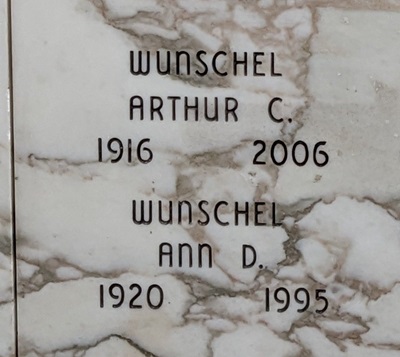 WUNSCHEL
ARTHUR C.
1916 2006
WUNSCHEL
ANN D.
1920 1995